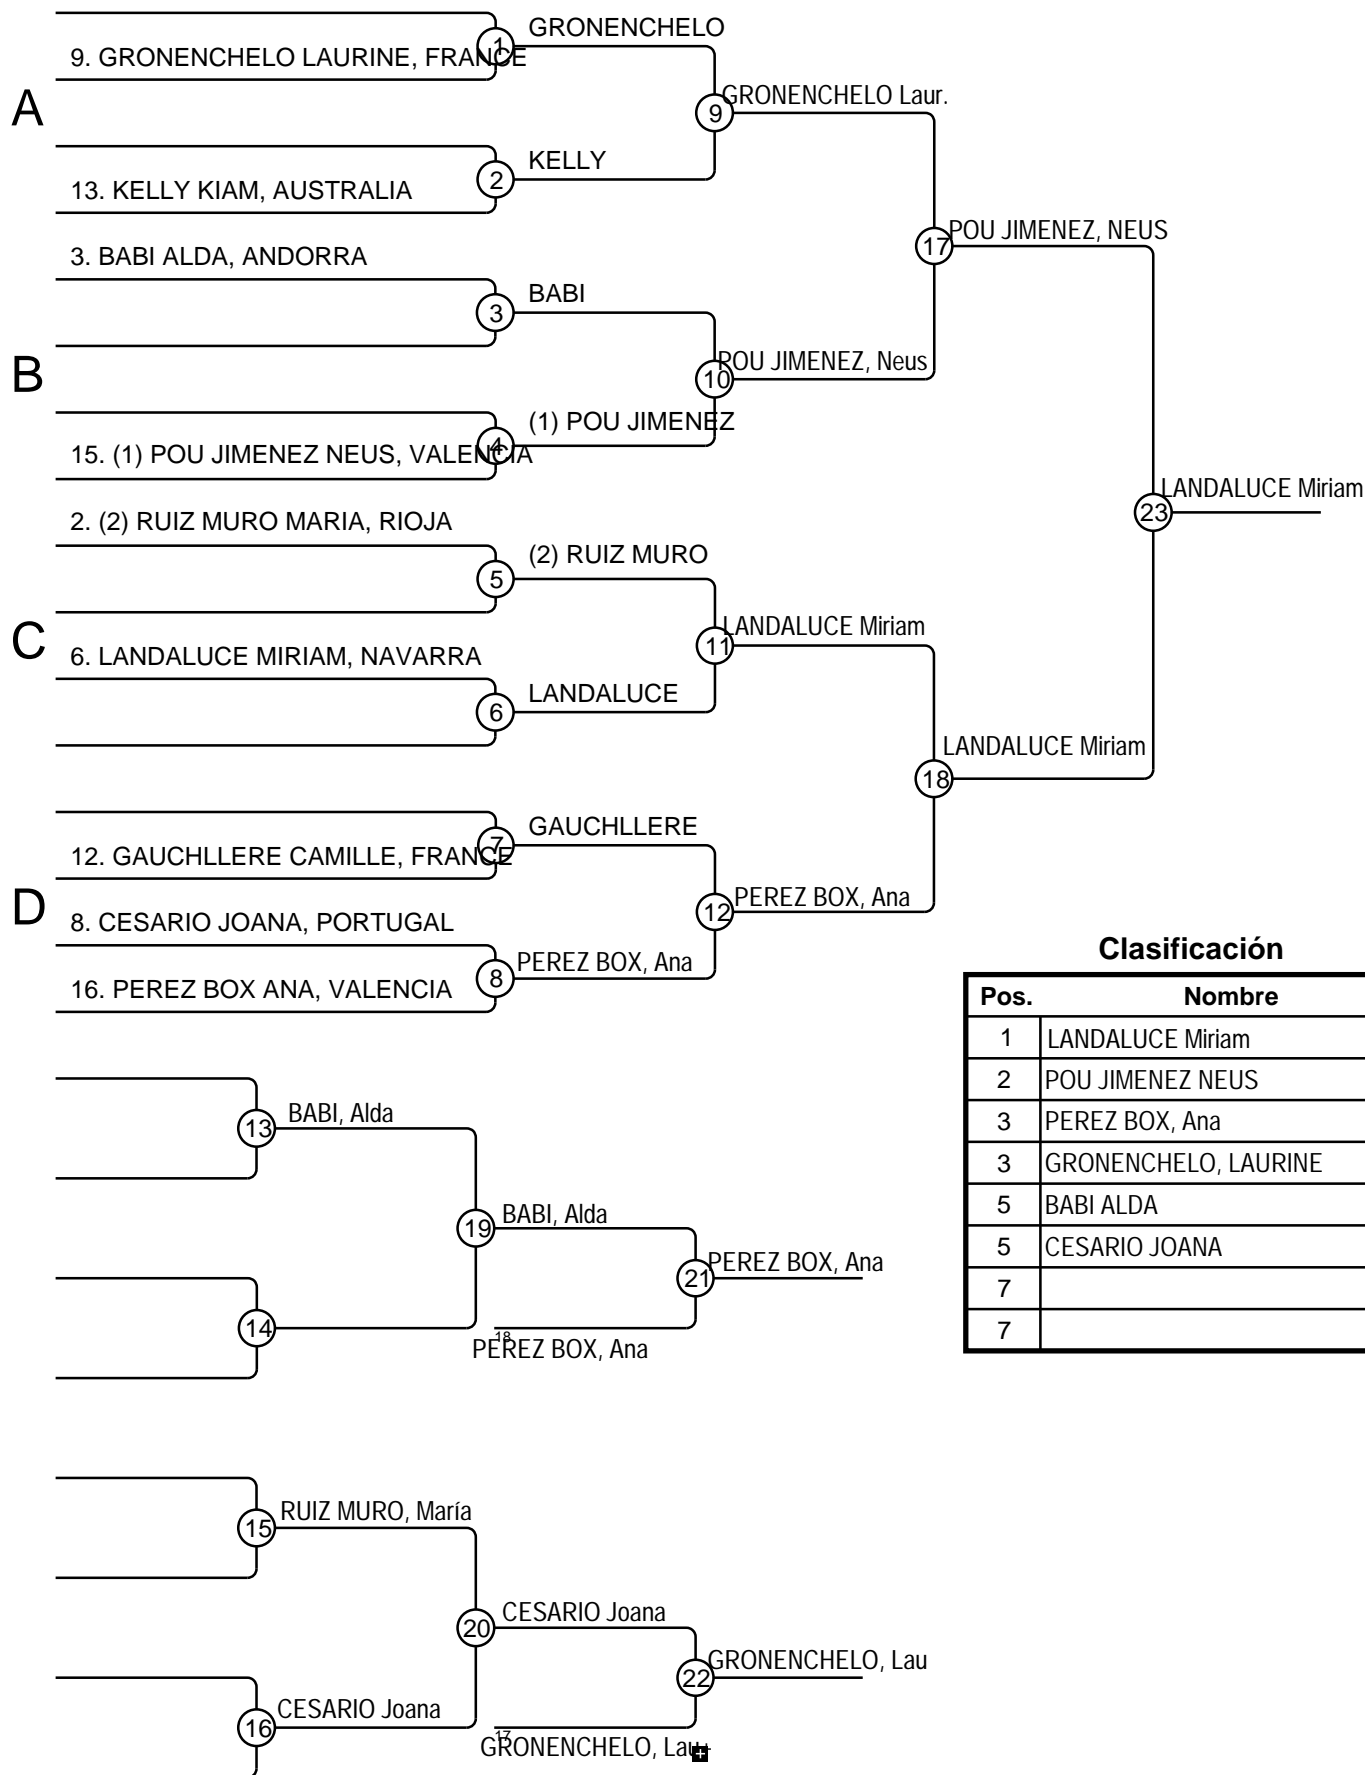 GRONENCHELO
1
9. GRONENCHELO LAURINE, FRANCE
GRONENCHELO Laur.
A
9
KELLY
2
13. KELLY KIAM, AUSTRALIA
POU JIMENEZ, NEUS
17
3. BABI ALDA, ANDORRA
BABI
3
POU JIMENEZ, Neus
B
10
(1) POU JIMENEZ
4
15. (1) POU JIMENEZ NEUS, VALENCIA
LANDALUCE Miriam
23
2. (2) RUIZ MURO MARIA, RIOJA
(2) RUIZ MURO
5
LANDALUCE Miriam
C
11
6. LANDALUCE MIRIAM, NAVARRA
LANDALUCE
6
LANDALUCE Miriam
18
GAUCHLLERE
7
12. GAUCHLLERE CAMILLE, FRANCE
PEREZ BOX, Ana
D
12
8. CESARIO JOANA, PORTUGAL
PEREZ BOX, Ana
8
16. PEREZ BOX ANA, VALENCIA
Clasificación
Pos. Nombre
1 LANDALUCE Miriam
2 POU JIMENEZ NEUS
3 PEREZ BOX, Ana
3 GRONENCHELO, LAURINE
5 BABI ALDA
5 CESARIO JOANA
7
7
BABI, Alda
13
BABI, Alda
19
PEREZ BOX, Ana
21
14
18
PEREZ BOX, Ana
RUIZ MURO, María
15
CESARIO Joana
20
GRONENCHELO, Lau
22
CESARIO Joana
16
17
GRONENCHELO, Lau